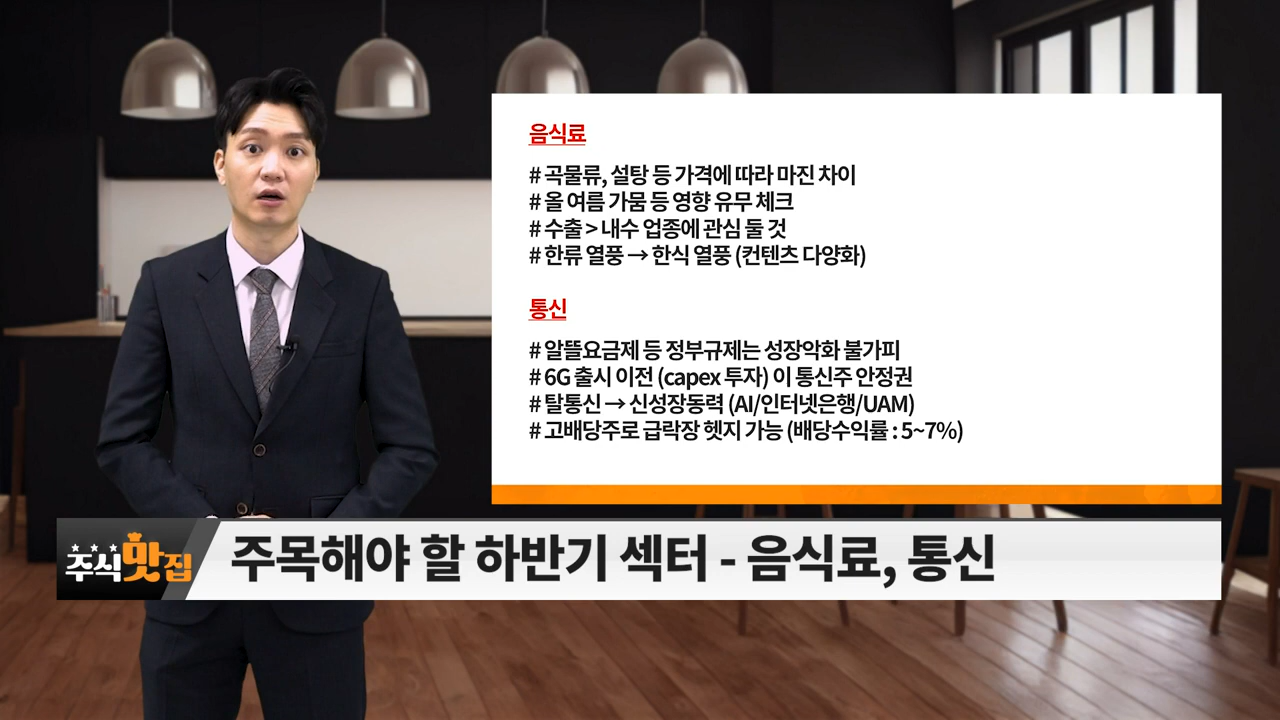 음식료
# 곡물류, 설탕 등 가격에 따라 마진 차이
# 올 여름 가뭄 등 영향 유무 체크
# 수출 > 내수 업종에 관심 둘 것
# 한류 열풍 → 한식 열풍 (컨텐츠 다양화)
통신
# 알뜰요금제 등 정부규제는 성장악화 불가피
# 6G 출시 이전 (capex 투자) 이 통신주 안정권
# 탈통신 → 신성장동력 (AI/인터넷은행/UAM)
# 고배당주로 급락장 헷지 가능 (배당수익률 : 5~7%)
주식맛집
주목해야 할 하반기 섹터 - 음식료, 통신